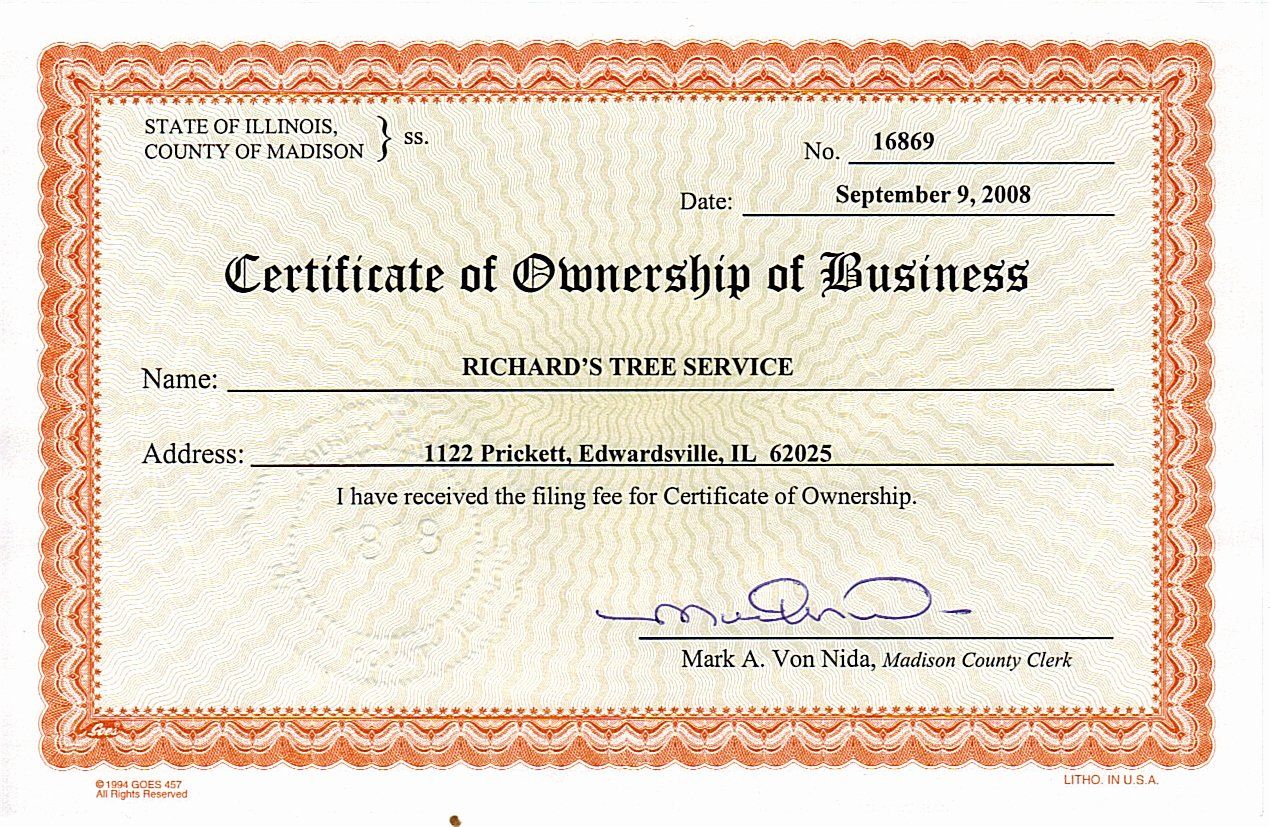 STATE OF ILLINOIS,
COUNTY OF MADISON } ss.
No. 16869
Date: September 9, 2008
Certificate of Ownership of Business
Name: RICHARD’S TREE SERVICE
Address: 1122 Prickett, Edwardsville, IL 62025
I have received the filing fee for Certificate of Ownership.
Mark A. Von Nida, Madison County Clerk
Goes
©1994 GOES 457
All Rights Reserved
LITHO. IN U.S.A.